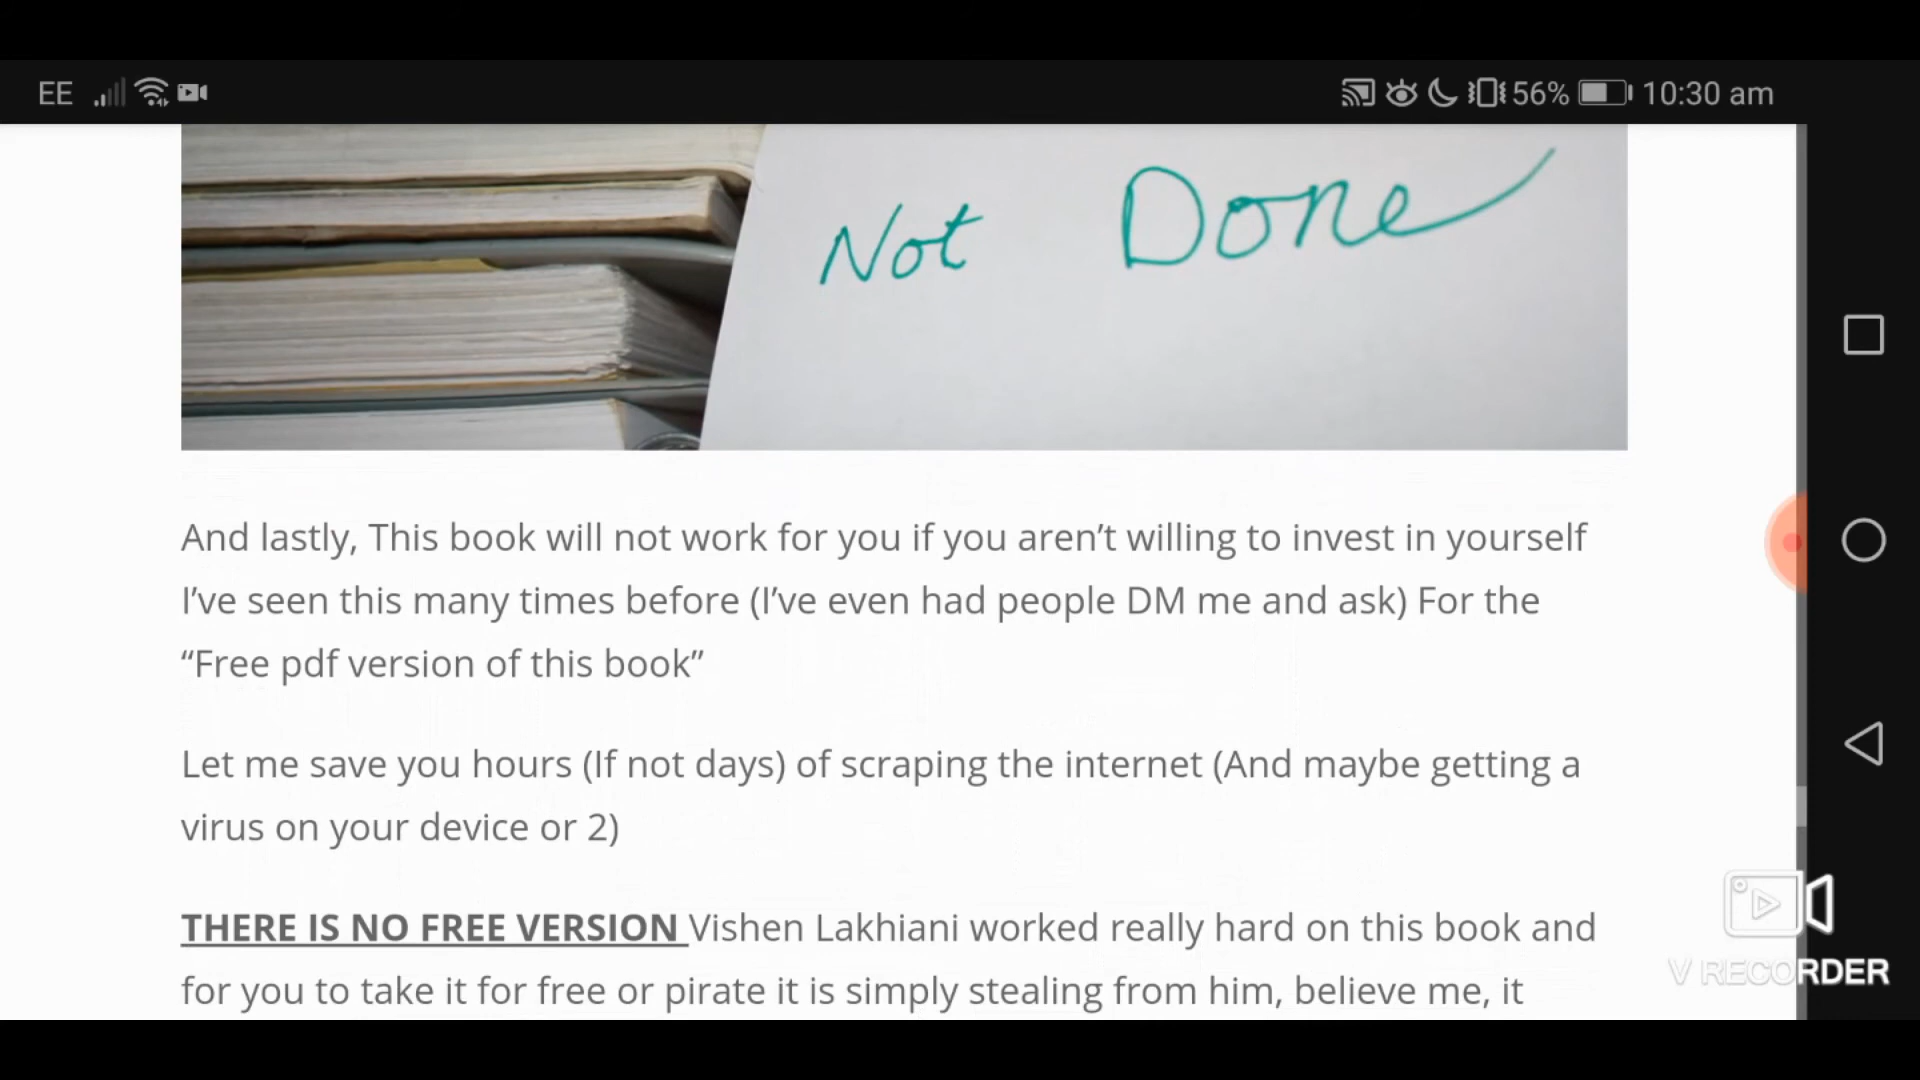 EE 56% 10:30 am
Not Done
And lastly, This book will not work for you if you aren’t willing to invest in yourself
I’ve seen this many times before (I’ve even had people DM me and ask) For the
“Free pdf version of this book”
Let me save you hours (If not days) of scraping the internet (And maybe getting a
virus on your device or 2)
THERE IS NO FREE VERSION Vishen Lakhiani worked really hard on this book and
for you to take it for free or pirate it is simply stealing from him, believe me, it
V RECORDER